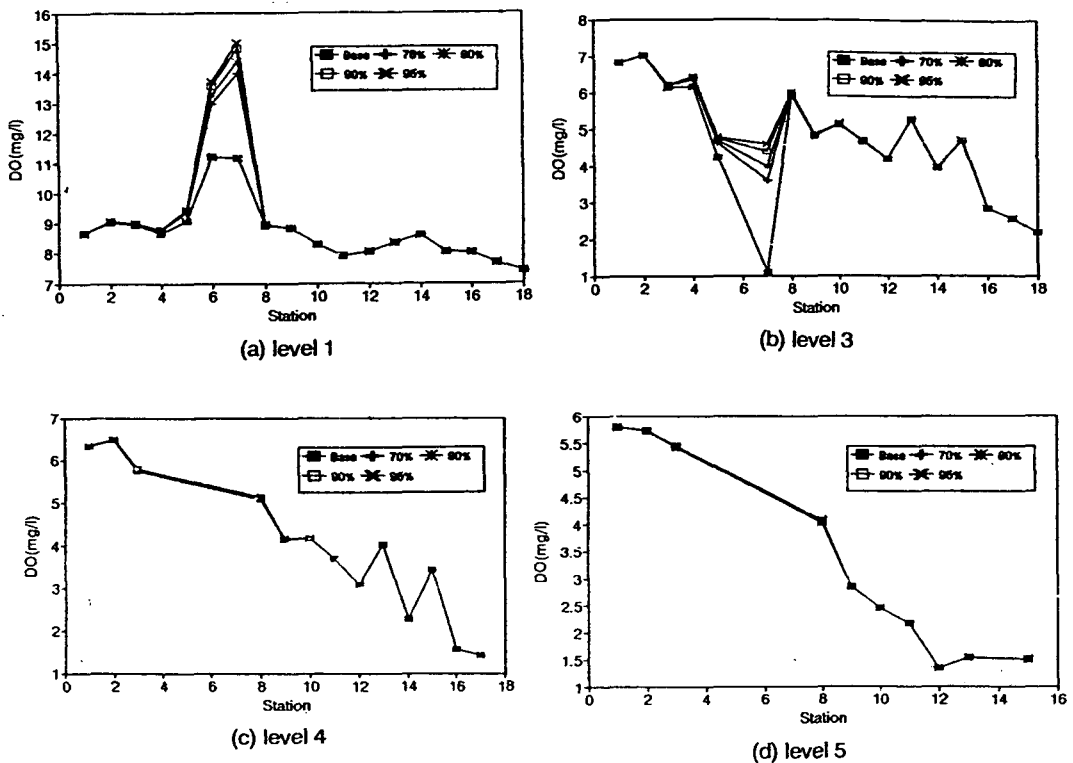 16
15
14
13
12
11
10
9
8
7
DO(mg/l)
Base 70% 80%
90% 95%
0 2 4 6 8 10 12 14 16 18
Station
(a) level 1
8
7
6
5
4
3
2
1
DO(mg/l)
Base 70% 80%
90% 95%
0 2 4 6 8 10 12 14 16 18
Station
(b) level 3
7
6
5
4
3
2
1
DO(mg/l)
Base 70% 80%
90% 95%
0 2 4 6 8 10 12 14 16 18
Station
(c) level 4
6
5.5
5
4.5
4
3.5
3
2.5
2
1.5
1
DO(mg/l)
Base 70% 80%
90% 95%
0 2 4 6 8 10 12 14 16
Station
(d) level 5